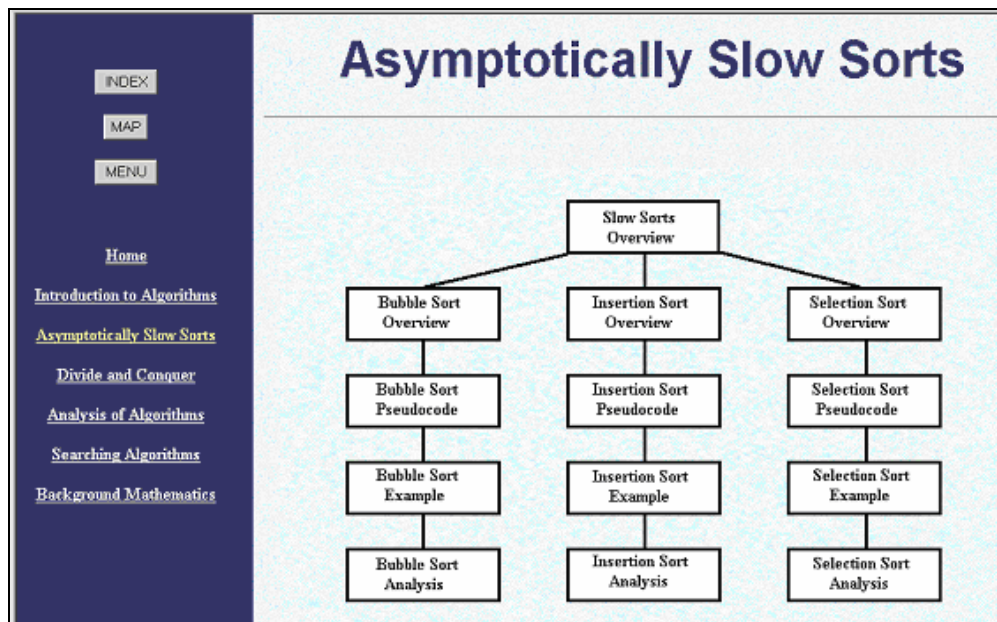 Asymptotically Slow Sorts
INDEX
MAP
MENU
Home
Introduction to Algorithms
Asymptotically Slow Sorts
Divide and Conquer
Analysis of Algorithms
Searching Algorithms
Background Mathematics
Slow Sorts
Overview
Bubble Sort
Overview
Insertion Sort
Overview
Selection Sort
Overview
Bubble Sort
Pseudocode
Insertion Sort
Pseudocode
Selection Sort
Pseudocode
Bubble Sort
Example
Insertion Sort
Example
Selection Sort
Example
Bubble Sort
Analysis
Insertion Sort
Analysis
Selection Sort
Analysis